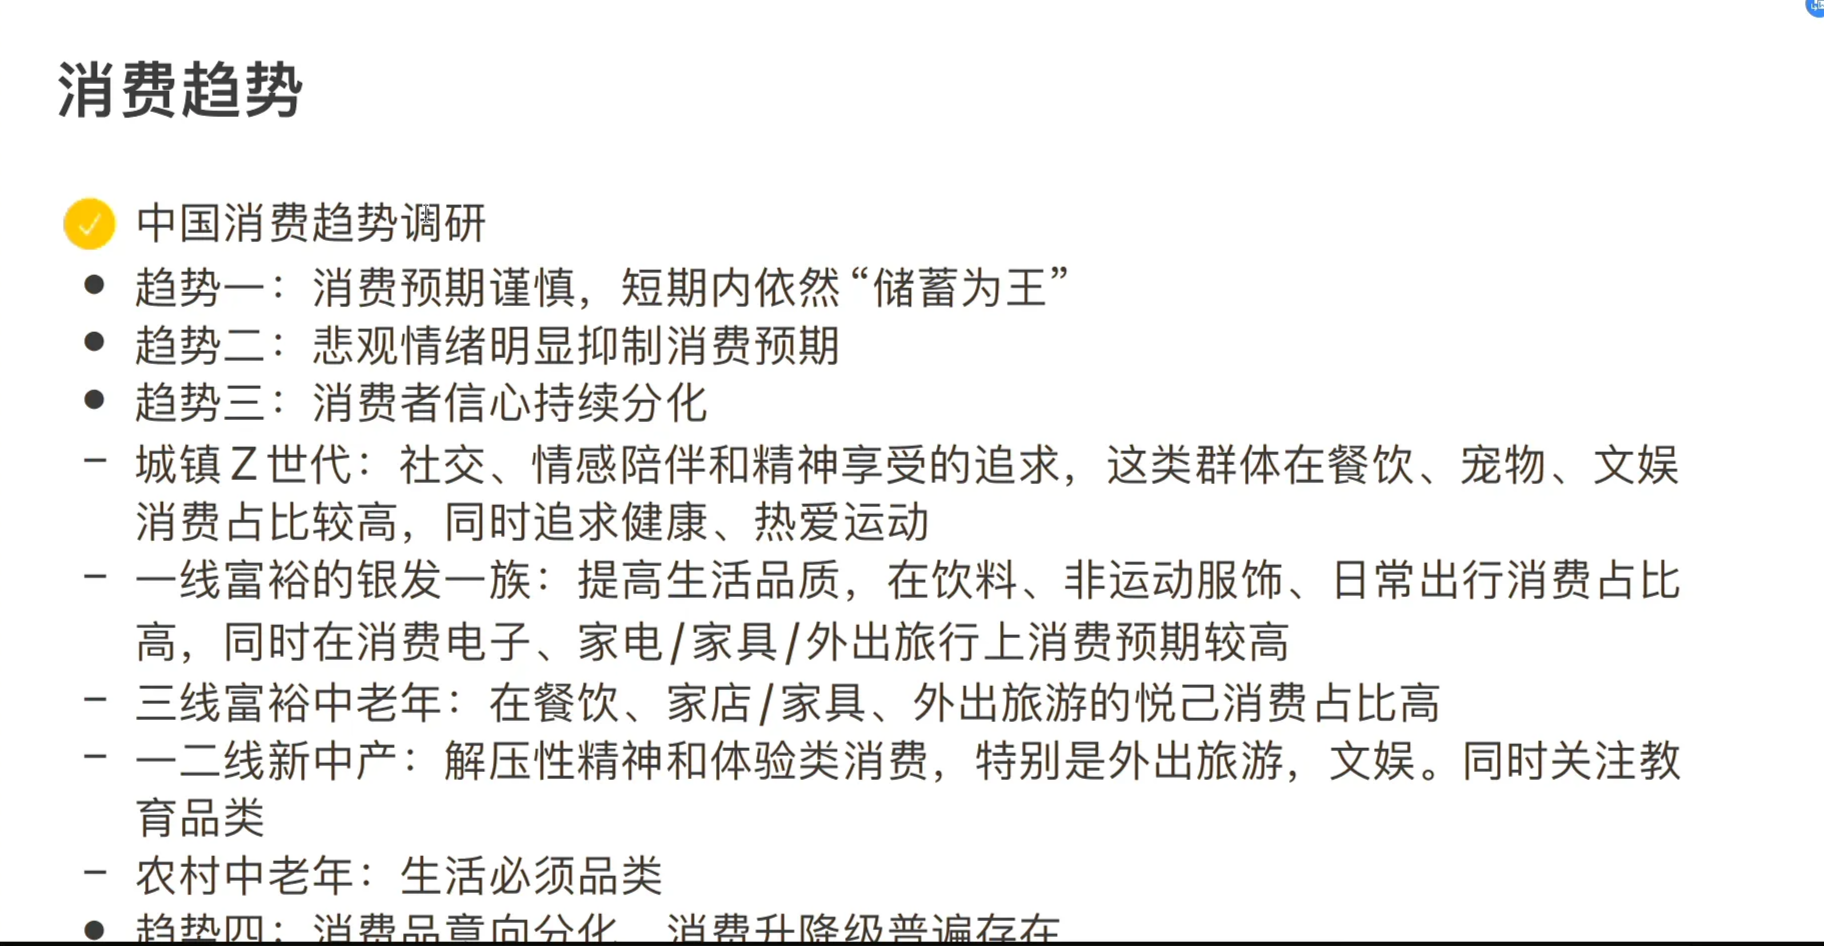 消费趋势
中国消费趋势调研
● 趋势一：消费预期谨慎，短期内依然“储蓄为王”
● 趋势二：悲观情绪明显抑制消费预期
● 趋势三：消费者信心持续分化
– 城镇Z世代：社交、情感陪伴和精神享受的追求，这类群体在餐饮、宠物、文娱
消费占比较高，同时追求健康、热爱运动
– 一线富裕的银发一族：提高生活品质，在饮料、非运动服饰、日常出行消费占比
高，同时在消费电子、家电/家具/外出旅行上消费预期较高
– 三线富裕中老年：在餐饮、家店/家具、外出旅游的悦己消费占比高
– 一二线新中产：解压性精神和体验类消费，特别是外出旅游，文娱。同时关注教
育品类
– 农村中老年：生活必须品类
● 趋势四：消费品意向分化，消费升降级普遍存在